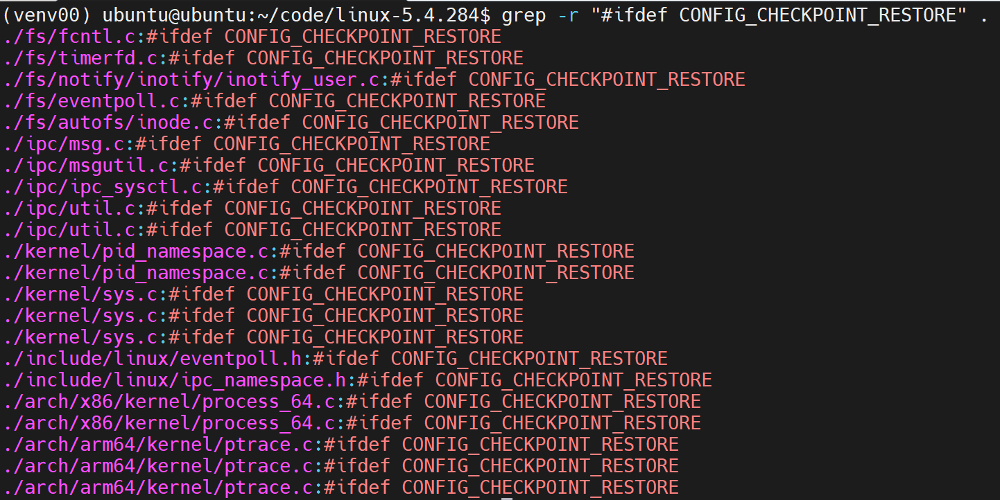 (venv00) ubuntu@ubuntu:~/code/linux-5.4.284$ grep -r "#ifdef CONFIG_CHECKPOINT_RESTORE" .
./fs/fcntl.c:#ifdef CONFIG_CHECKPOINT_RESTORE
./fs/timerfd.c:#ifdef CONFIG_CHECKPOINT_RESTORE
./fs/notify/inotify/inotify_user.c:#ifdef CONFIG_CHECKPOINT_RESTORE
./fs/eventpoll.c:#ifdef CONFIG_CHECKPOINT_RESTORE
./fs/autofs/inode.c:#ifdef CONFIG_CHECKPOINT_RESTORE
./ipc/msg.c:#ifdef CONFIG_CHECKPOINT_RESTORE
./ipc/msgutil.c:#ifdef CONFIG_CHECKPOINT_RESTORE
./ipc/ipc_sysctl.c:#ifdef CONFIG_CHECKPOINT_RESTORE
./ipc/util.c:#ifdef CONFIG_CHECKPOINT_RESTORE
./ipc/util.c:#ifdef CONFIG_CHECKPOINT_RESTORE
./kernel/pid_namespace.c:#ifdef CONFIG_CHECKPOINT_RESTORE
./kernel/pid_namespace.c:#ifdef CONFIG_CHECKPOINT_RESTORE
./kernel/sys.c:#ifdef CONFIG_CHECKPOINT_RESTORE
./kernel/sys.c:#ifdef CONFIG_CHECKPOINT_RESTORE
./kernel/sys.c:#ifdef CONFIG_CHECKPOINT_RESTORE
./include/linux/eventpoll.h:#ifdef CONFIG_CHECKPOINT_RESTORE
./include/linux/ipc_namespace.h:#ifdef CONFIG_CHECKPOINT_RESTORE
./arch/x86/kernel/process_64.c:#ifdef CONFIG_CHECKPOINT_RESTORE
./arch/x86/kernel/process_64.c:#ifdef CONFIG_CHECKPOINT_RESTORE
./arch/arm64/kernel/ptrace.c:#ifdef CONFIG_CHECKPOINT_RESTORE
./arch/arm64/kernel/ptrace.c:#ifdef CONFIG_CHECKPOINT_RESTORE
./arch/arm64/kernel/ptrace.c:#ifdef CONFIG_CHECKPOINT_RESTORE